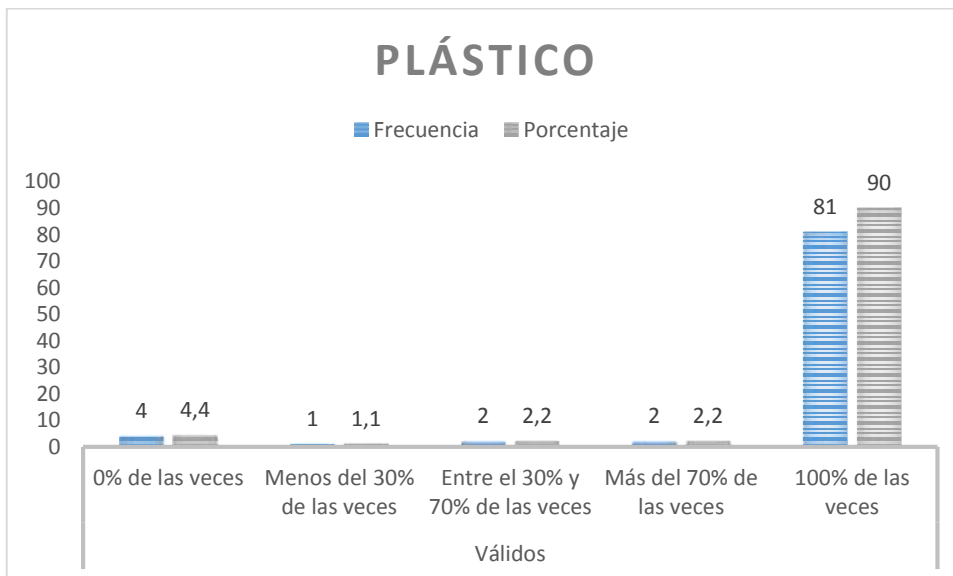 PLÁSTICO
Frecuencia Porcentaje
100
90
80
70
60
50
40
30
20
10
0
4 4,4 1 1,1 2 2,2 2 2,2 81 90
0% de las veces Menos del 30% Entre el 30% y Más del 70% de 100% de las
de las veces 70% de las veces las veces veces
Válidos